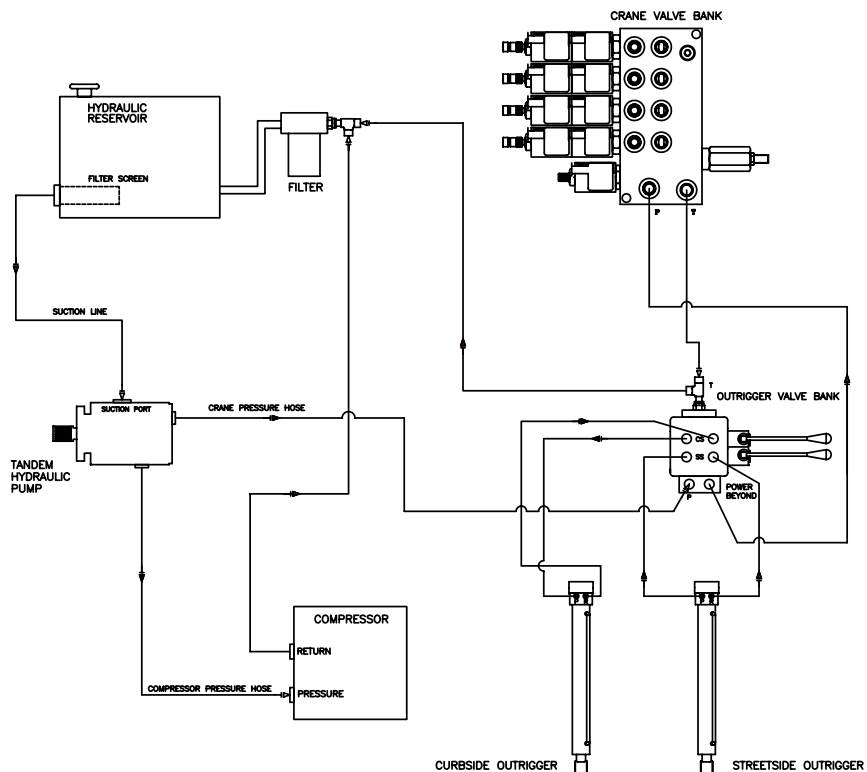 CRANE VALVE BANK
HYDRAULIC
RESERVOIR
FILTER SCREEN
FILTER
P
T
SUCTION LINE
SUCTION PORT
CRANE PRESSURE HOSE
T
OUTRIGGER VALVE BANK
CS
SS
TANDEM
HYDRAULIC
PUMP
P
POWER
BEYOND
COMPRESSOR
RETURN
COMPRESSOR PRESSURE HOSE
PRESSURE
CURBSIDE OUTRIGGER
STREETSIDE OUTRIGGER